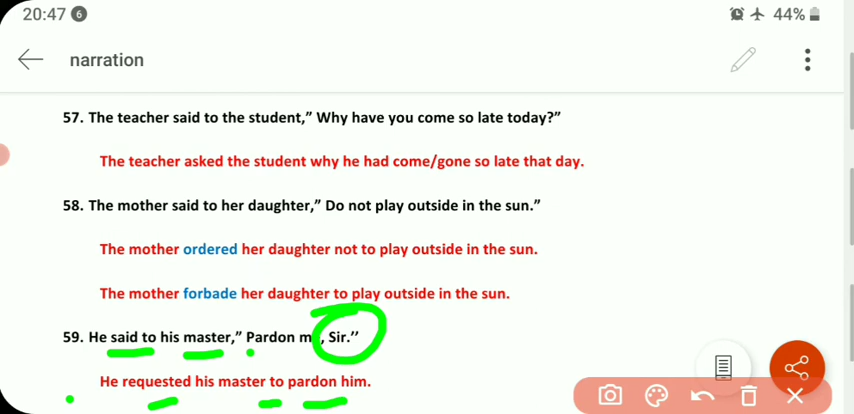 20:47 6 44%
narration
57. The teacher said to the student,” Why have you come so late today?”
The teacher asked the student why he had come/gone so late that day.
58. The mother said to her daughter,” Do not play outside in the sun.”
The mother ordered her daughter not to play outside in the sun.
The mother forbade her daughter to play outside in the sun.
59. He said to his master,” Pardon m, Sir.’’
He requested his master to pardon him.